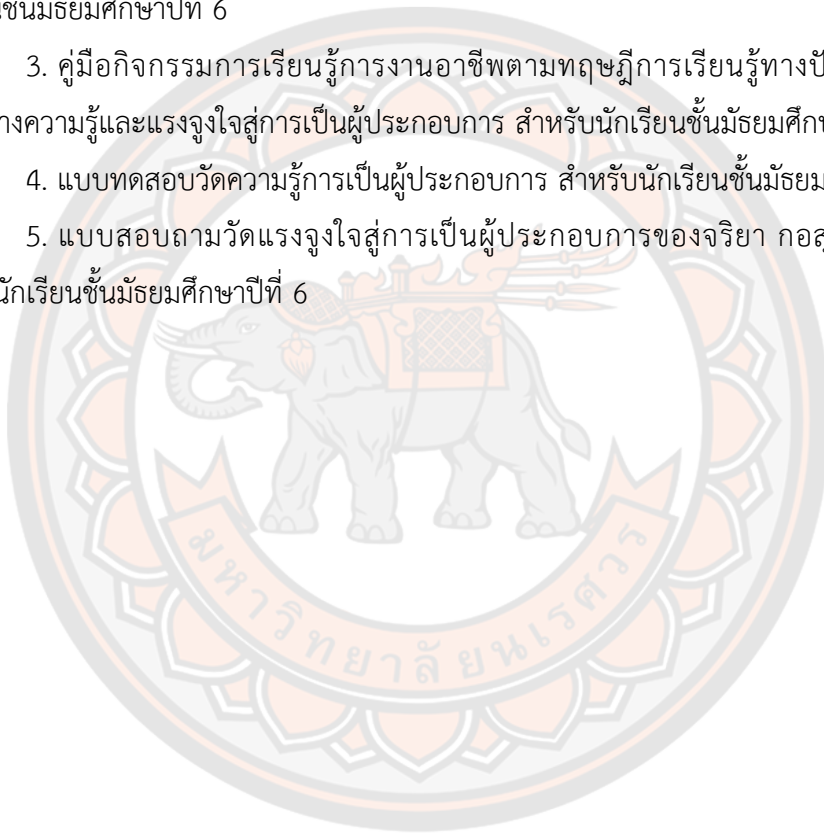 ชั้นมัธยมศึกษาปีที่ 6
3. คู่มือกิจกรรมการเรียนรู้การงานอาชีพตามทฤษฎีการเรียนรู้ทาง
างความรู้และแรงจูงใจสู่การเป็นผู้ประกอบการ สำหรับนักเรียนชั้นมัธยมศึก
4. แบบทดสอบวัดความรู้การเป็นผู้ประกอบการ สำหรับนักเรียนชั้นมัธยม
5. แบบสอบถามวัดแรงจูงใจสู่การเป็นผู้ประกอบการของจริยา กอสุ
นักเรียนชั้นมัธยมศึกษาปีที่ 6
มหาวิทยาลัยนเรศวร